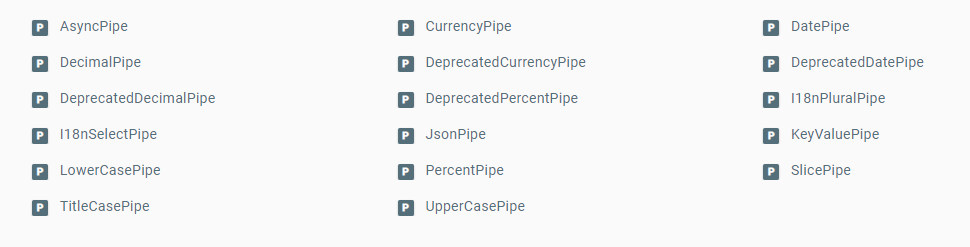 P AsyncPipe P CurrencyPipe P DatePipe
P DecimalPipe P DeprecatedCurrencyPipe P DeprecatedDatePipe
P DeprecatedDecimalPipe P DeprecatedPercentPipe P I18nPluralPipe
P I18nSelectPipe P JsonPipe P KeyValuePipe
P LowerCasePipe P PercentPipe P SlicePipe
P TitleCasePipe P UpperCasePipe